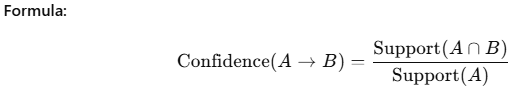 Formula:
Confidence(A → B) = Support(A ∩ B) / Support(A)